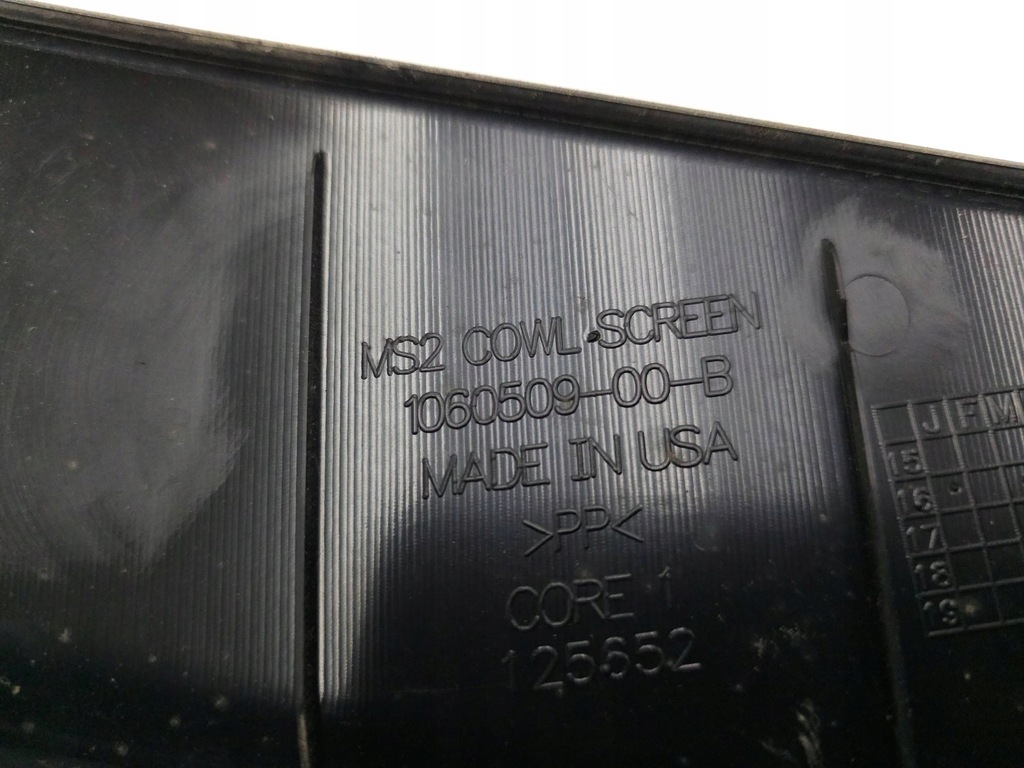 MS2 COWL SCREEN
1060509-00-B
MADE IN USA
>PP<
CORE 1
125652
J F M
15
16
17
18
19